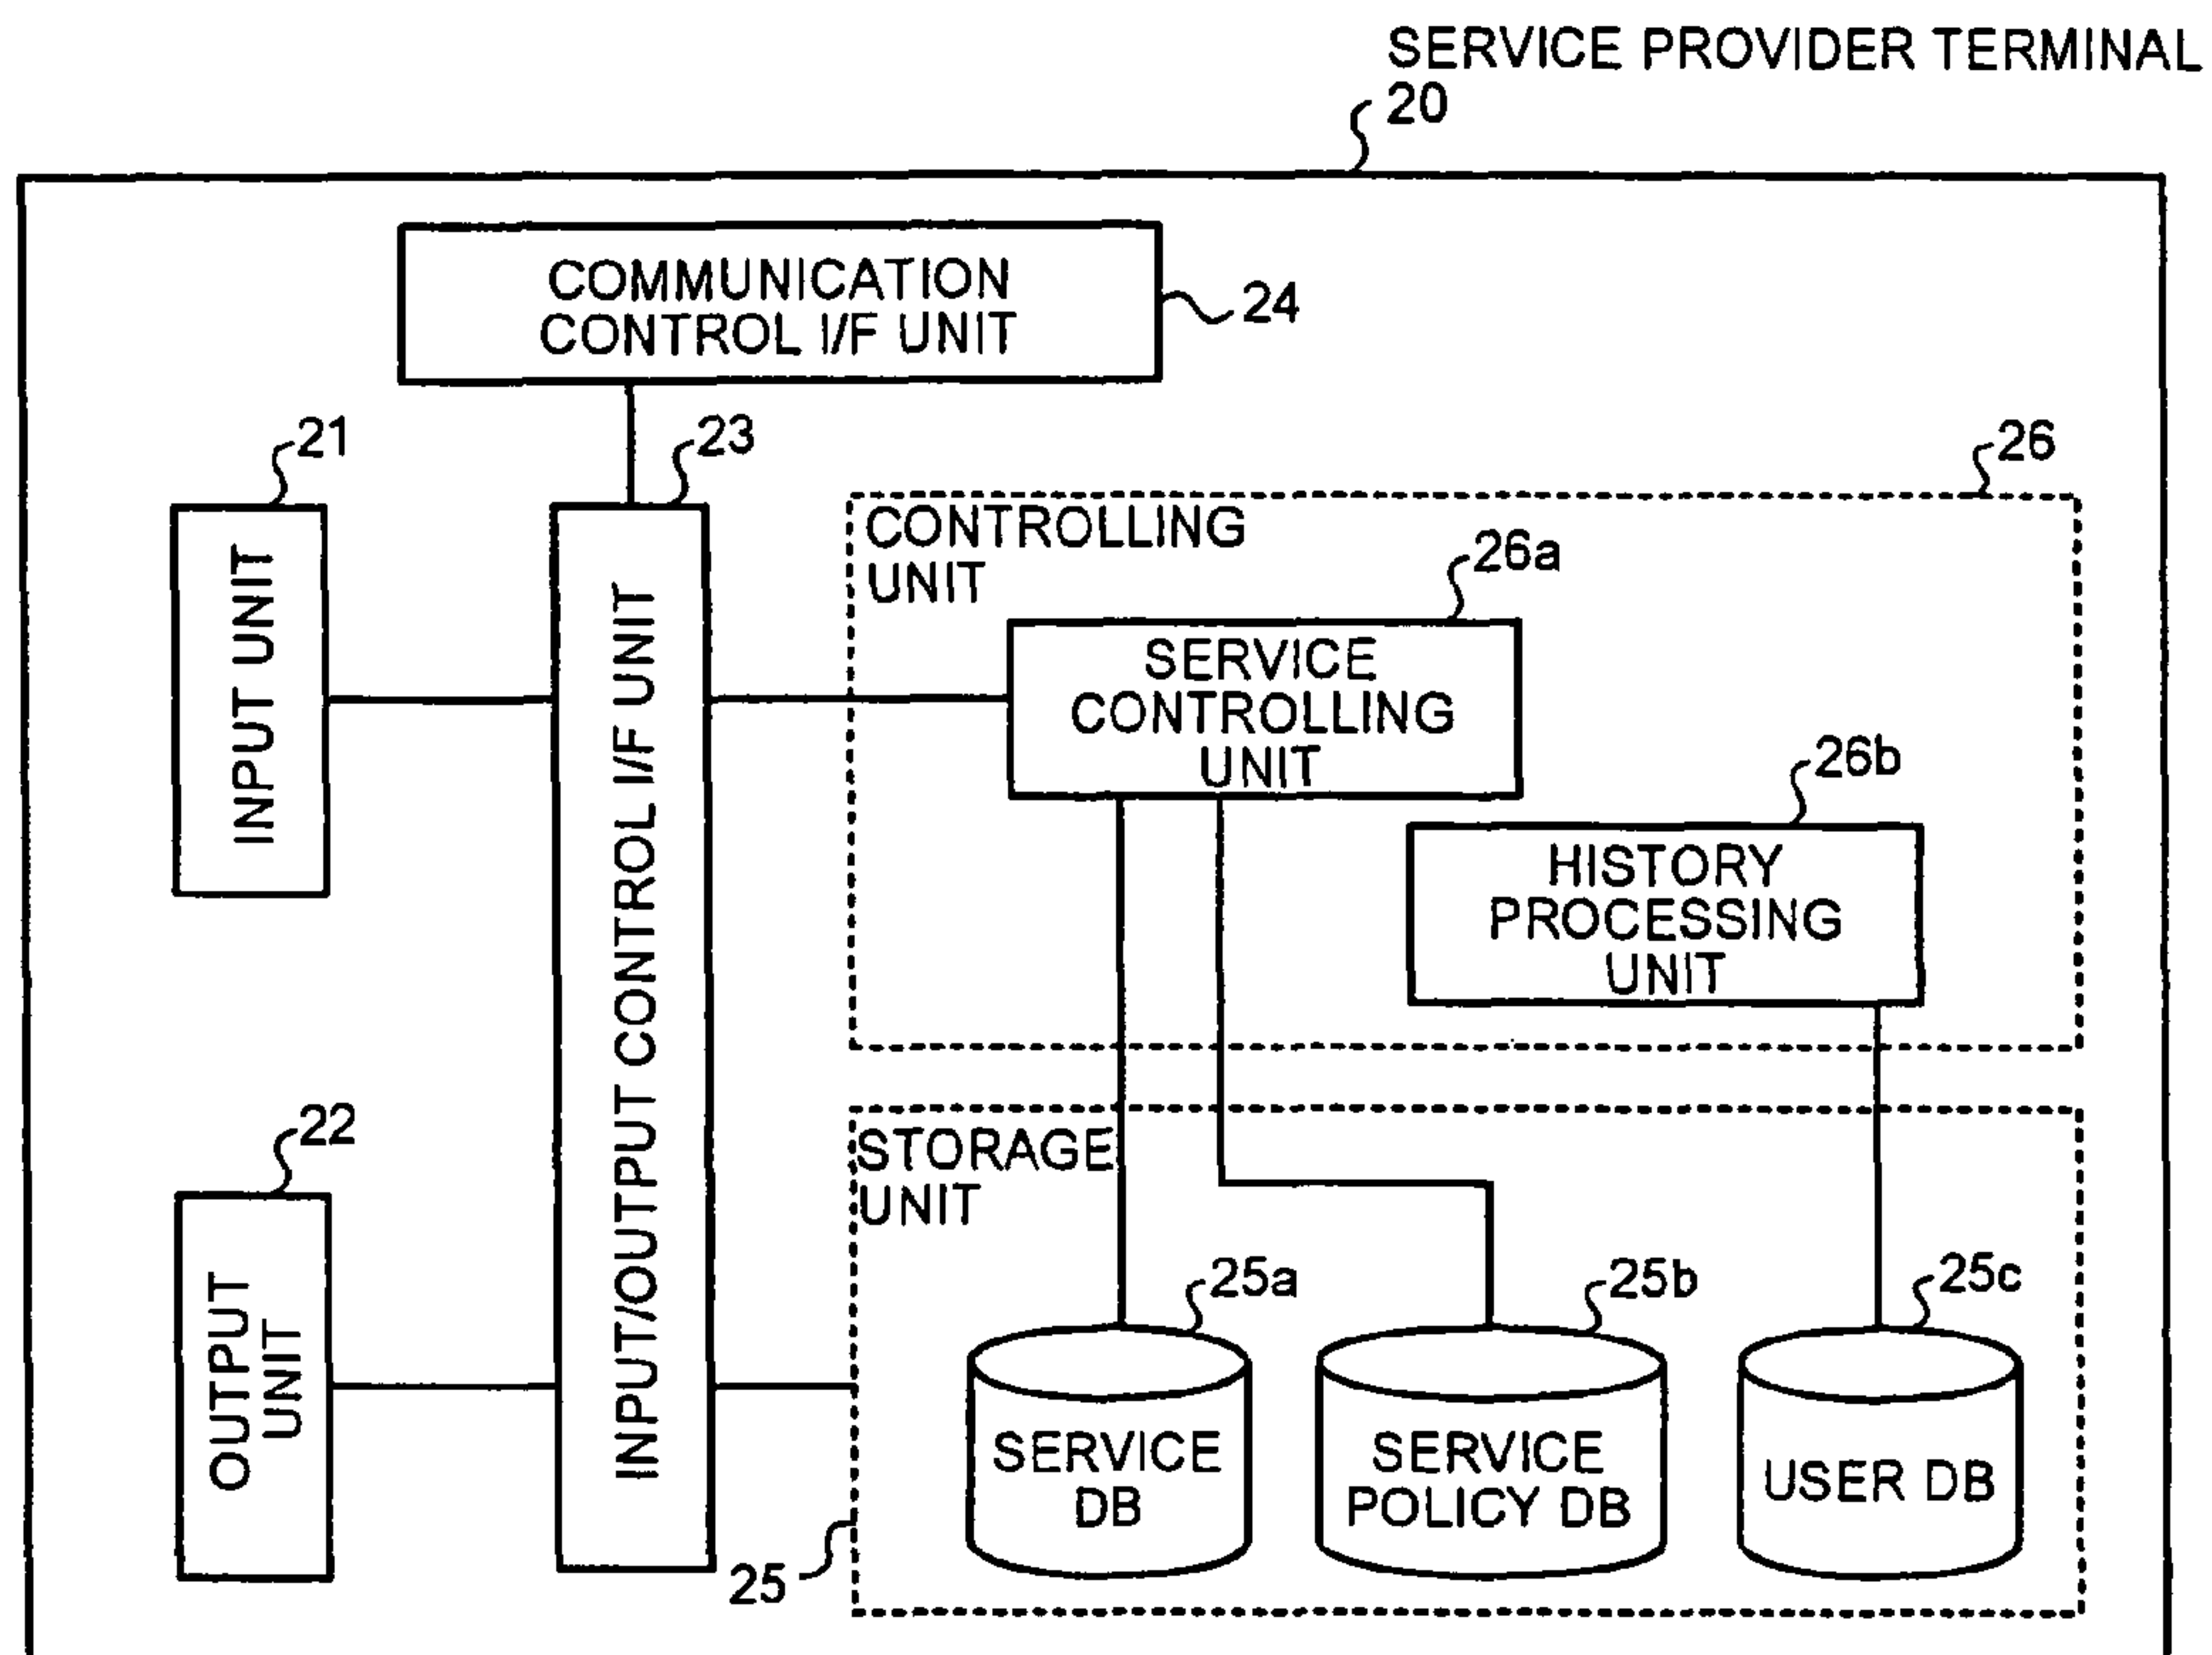 SERVICE PROVIDER TERMINAL
20
COMMUNICATION
CONTROL I/F UNIT
24
21
23
26
INPUT UNIT
INPUT/OUTPUT CONTROL I/F UNIT
CONTROLLING
UNIT
26a
SERVICE
CONTROLLING
UNIT
26b
HISTORY
PROCESSING
UNIT
22
OUTPUT
UNIT
STORAGE
UNIT
25a
25b
25c
SERVICE
DB
SERVICE
POLICY DB
USER DB
25